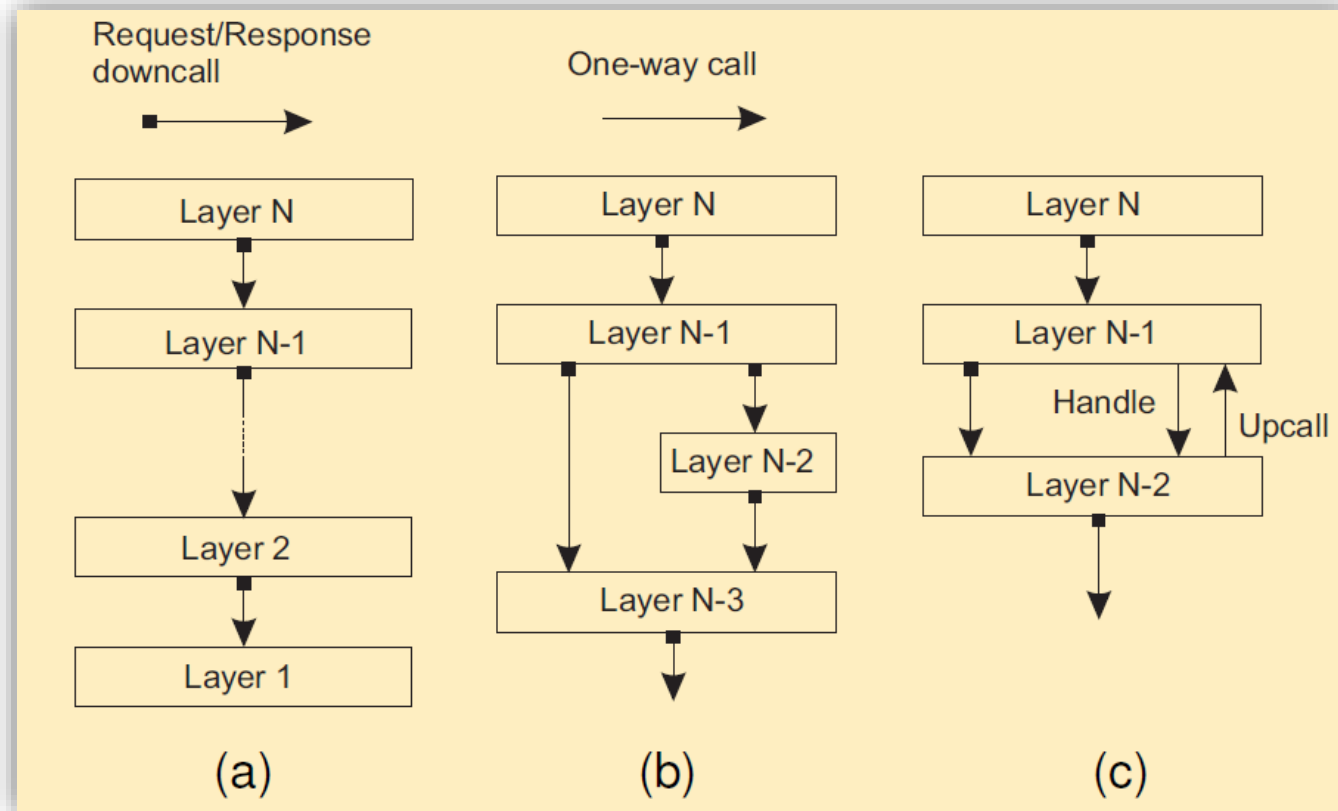 Request/Response
downcall
One-way call
Layer N
Layer N-1
Layer 2
Layer 1
(a)
Layer N
Layer N-1
Layer N-2
Layer N-3
(b)
Layer N
Layer N-1
Handle
Upcall
Layer N-2
(c)